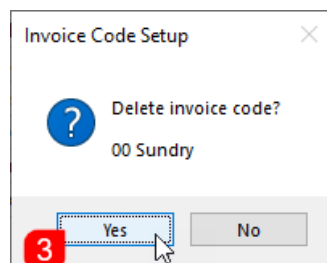 Invoice Code Setup
?
Delete invoice code?
00 Sundry
3
Yes
No